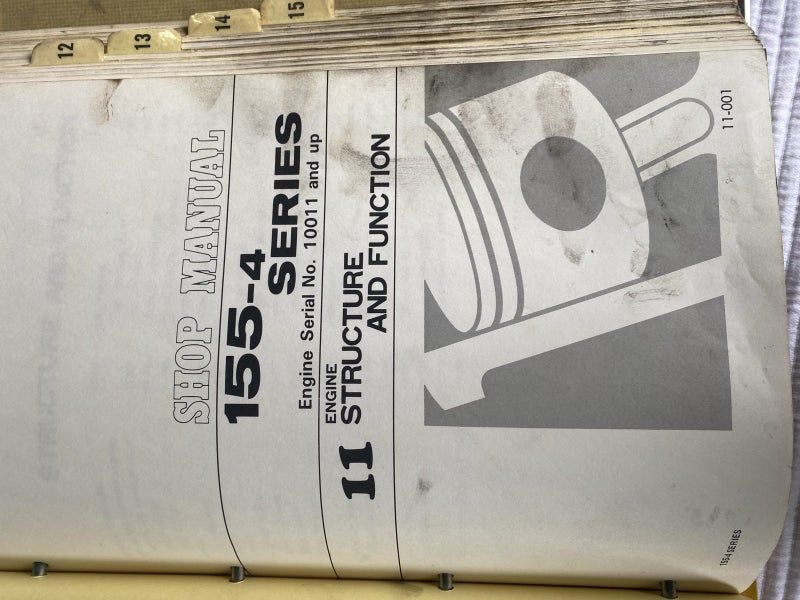 12
13
14
15
SHOP MANUAL
155-4
SERIES
Engine Serial No. 10011 and up
ENGINE
11 STRUCTURE
AND FUNCTION
155-4 SERIES
11-001